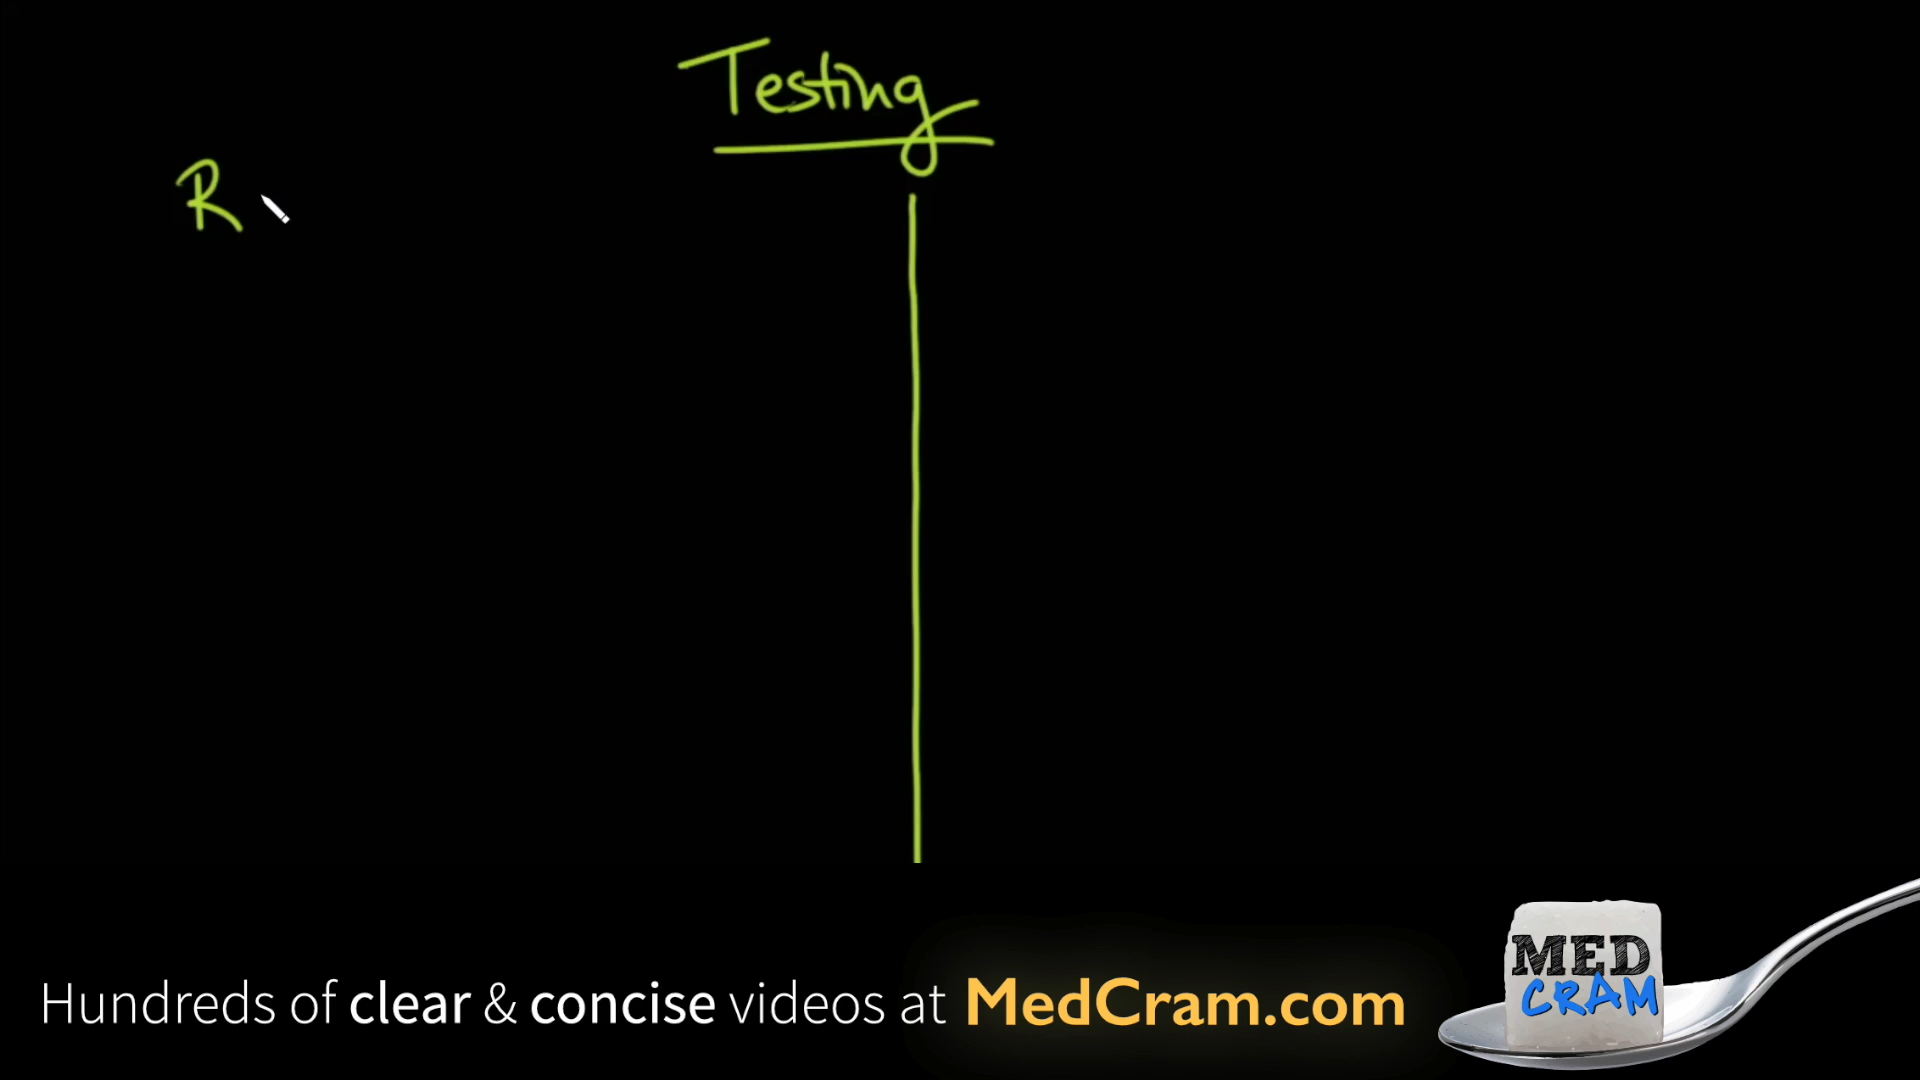 Testing
R
Hundreds of clear & concise videos at MedCram.com
MED
CRAM